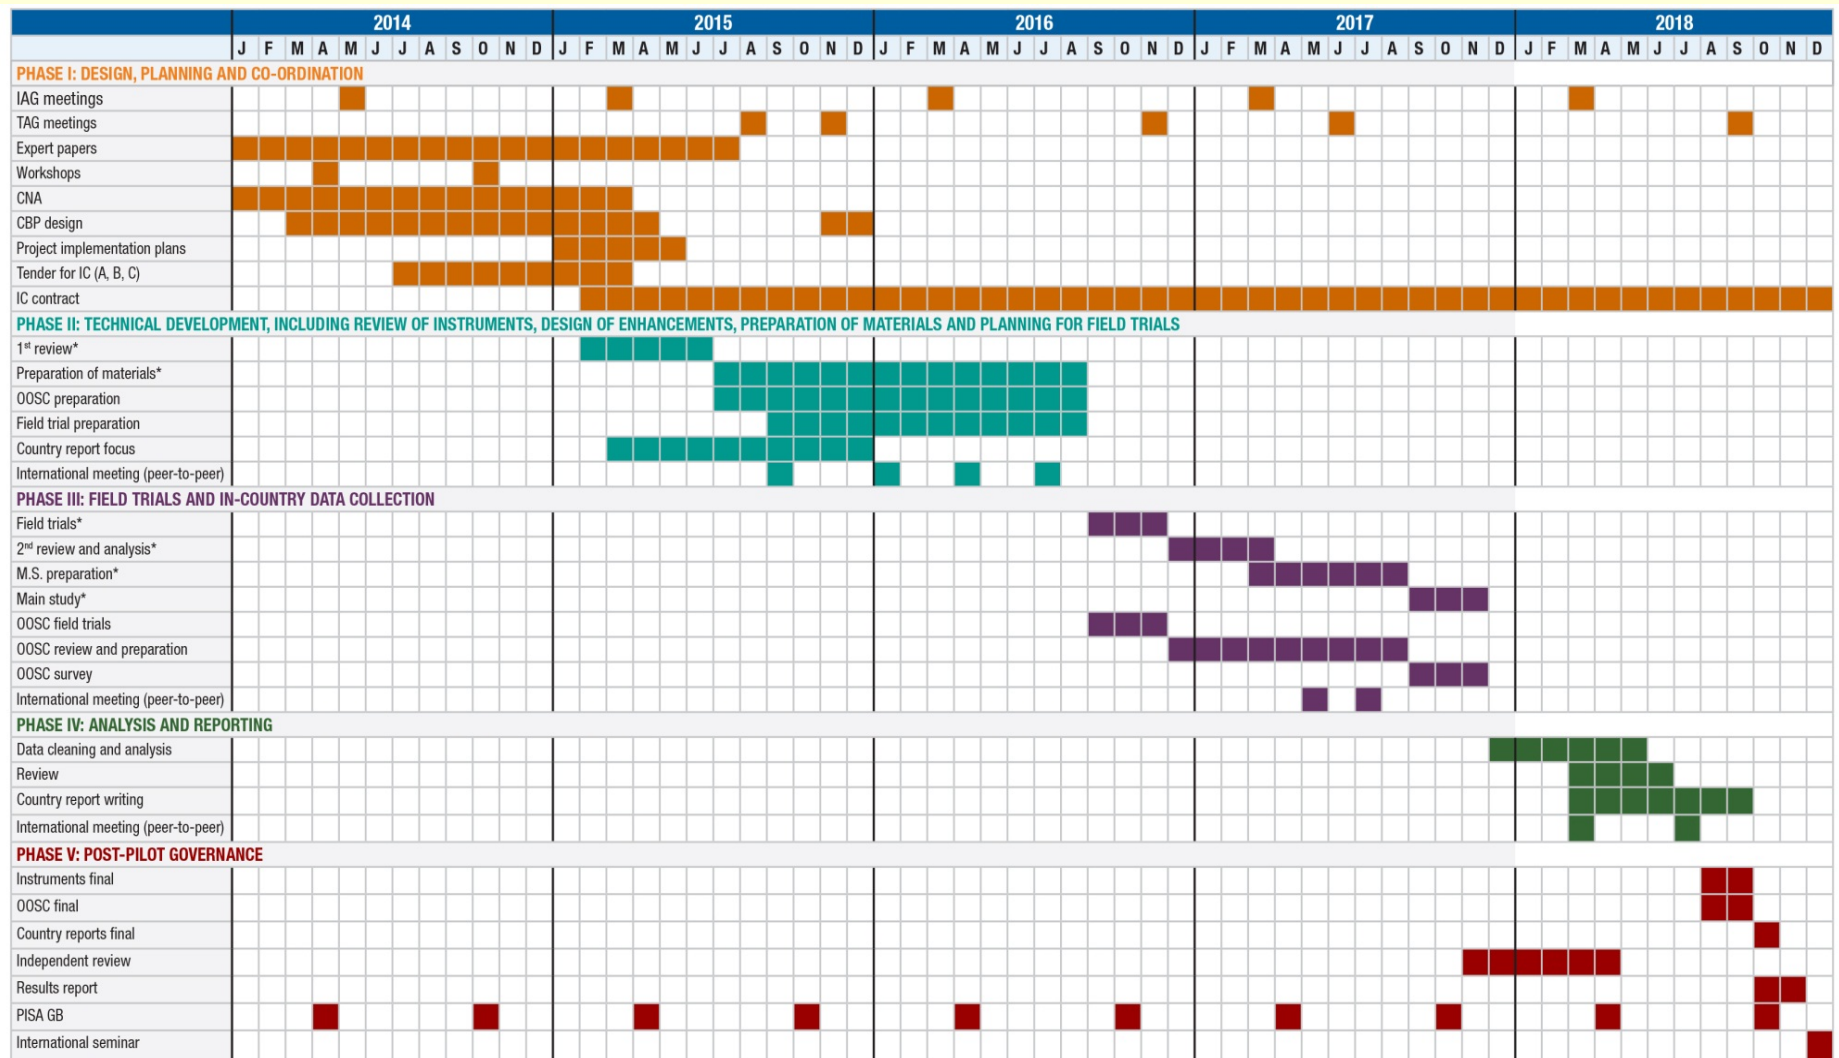 2014 2015 2016 2017 2018
J F M A M J J A S O N D J F M A M J J A S O N D J F M A M J J A S O N D J F M A M J J A S O N D J F M A M J J A S O N D
PHASE I: DESIGN, PLANNING AND CO-ORDINATION
IAG meetings
TAG meetings
Expert papers
Workshops
CNA
CBP design
Project implementation plans
Tender for IC (A, B, C)
IC contract
PHASE II: TECHNICAL DEVELOPMENT, INCLUDING REVIEW OF INSTRUMENTS, DESIGN OF ENHANCEMENTS, PREPARATION OF MATERIALS AND PLANNING FOR FIELD TRIALS
1st review*
Preparation of materials*
OOSC preparation
Field trial preparation
Country report focus
International meeting (peer-to-peer)
PHASE III: FIELD TRIALS AND IN-COUNTRY DATA COLLECTION
Field trials*
2nd review and analysis*
M.S. preparation*
Main study*
OOSC field trials
OOSC review and preparation
OOSC survey
International meeting (peer-to-peer)
PHASE IV: ANALYSIS AND REPORTING
Data cleaning and analysis
Review
Country report writing
International meeting (peer-to-peer)
PHASE V: POST-PILOT GOVERNANCE
Instruments final
OOSC final
Country reports final
Independent review
Results report
PISA GB
International seminar